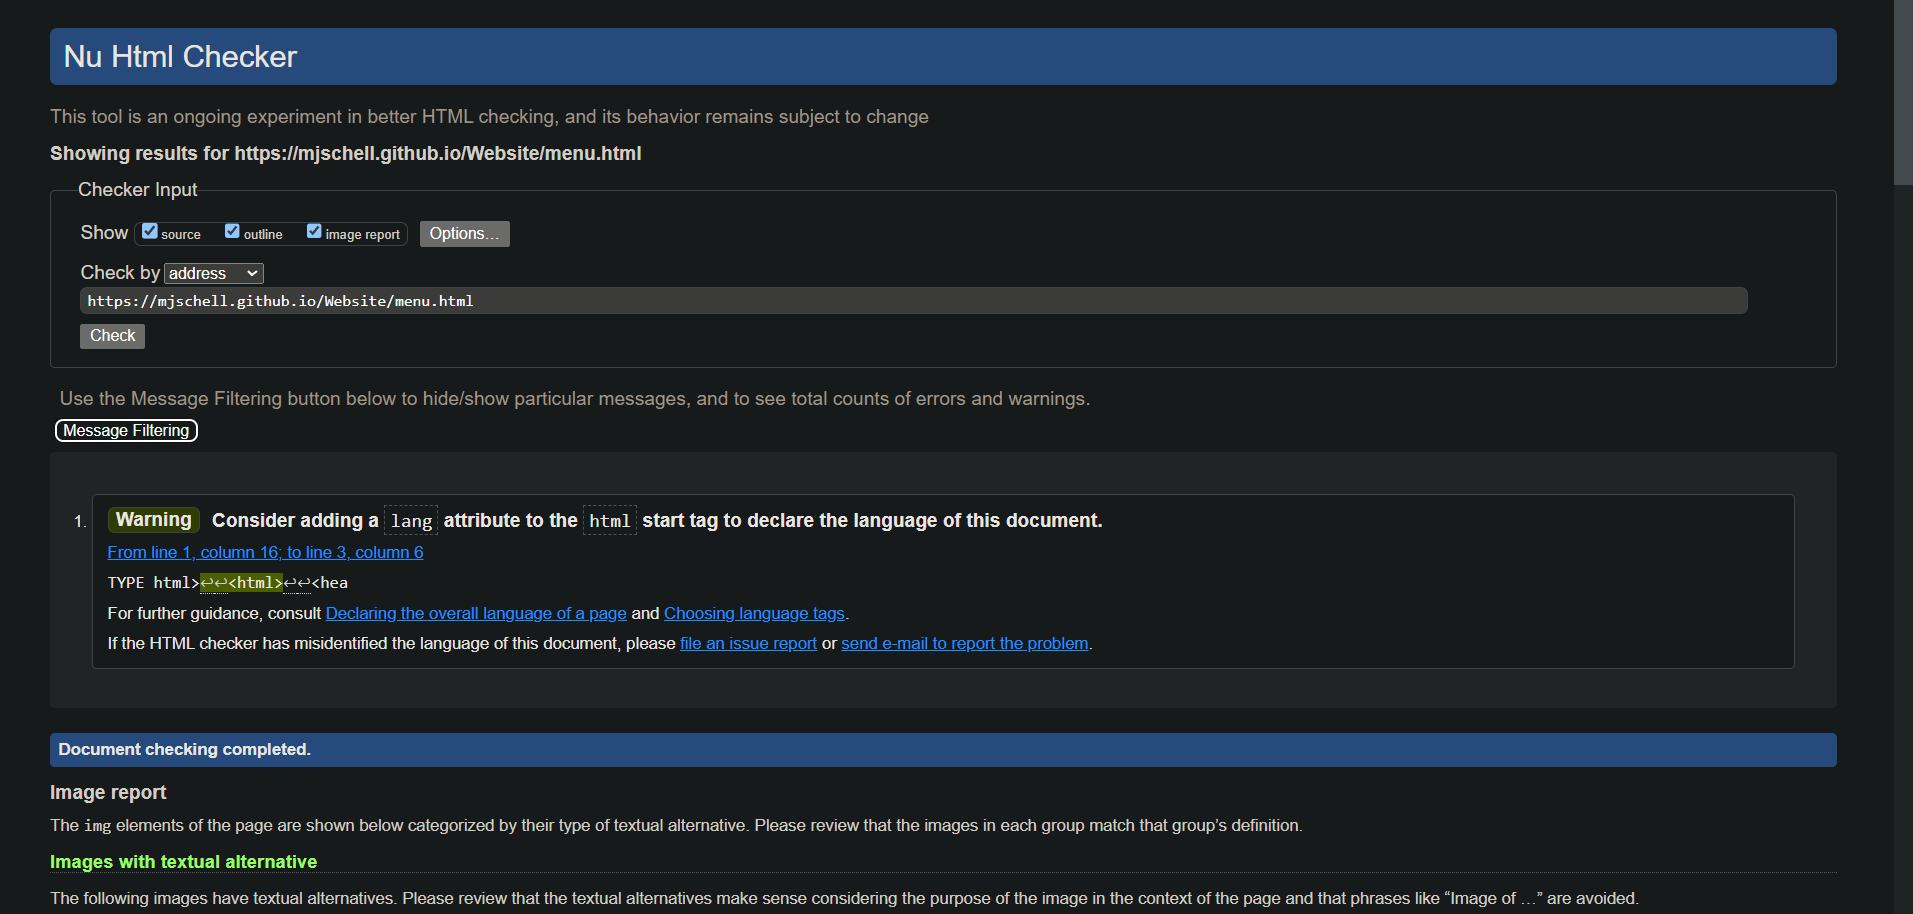 Nu Html Checker
This tool is an ongoing experiment in better HTML checking, and its behavior remains subject to change
Showing results for https://mjschell.github.io/Website/menu.html
Checker Input
Show source outline image report Options...
Check by address
https://mjschell.github.io/Website/menu.html
Check
Use the Message Filtering button below to hide/show particular messages, and to see total counts of errors and warnings.
Message Filtering
1. Warning Consider adding a lang attribute to the html start tag to declare the language of this document.
From line 1, column 16; to line 3, column 6
TYPE html>↩↩<html>↩↩<hea
For further guidance, consult Declaring the overall language of a page and Choosing language tags.
If the HTML checker has misidentified the language of this document, please file an issue report or send e-mail to report the problem.
Document checking completed.
Image report
The img elements of the page are shown below categorized by their type of textual alternative. Please review that the images in each group match that group’s definition.
Images with textual alternative
The following images have textual alternatives. Please review that the textual alternatives make sense considering the purpose of the image in the context of the page and that phrases like “Image of …” are avoided.